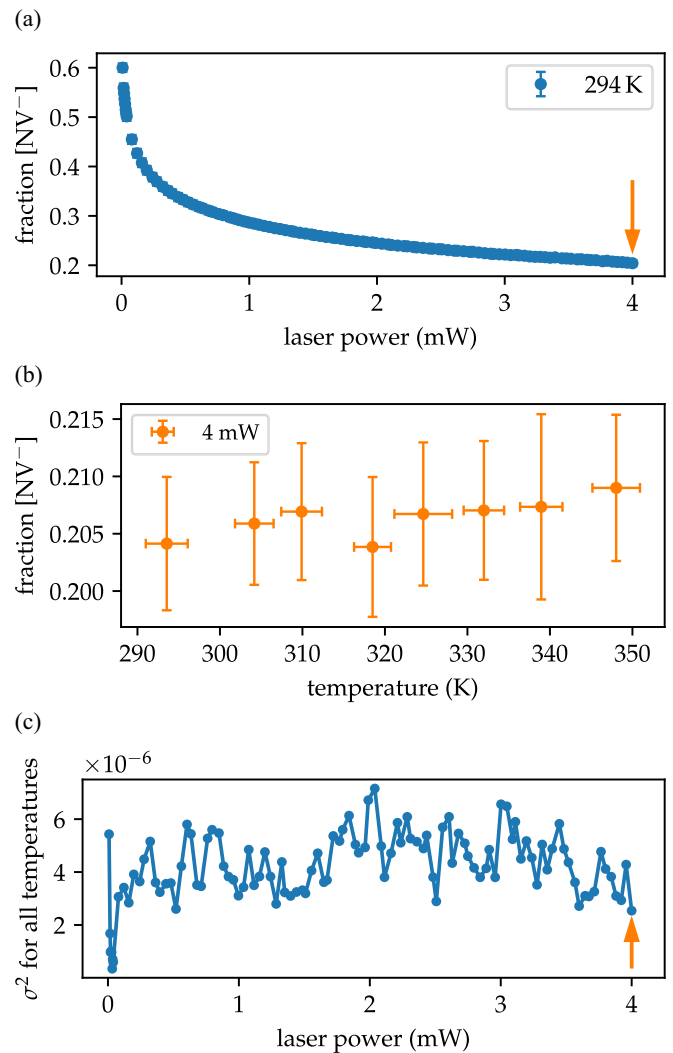 (a)
0.6
0.5
0.4
0.3
0.2
fraction [NV⁻]
294 K
0 1 2 3 4
laser power (mW)
(b)
0.215
0.210
0.205
0.200
fraction [NV⁻]
4 mW
290 300 310 320 330 340 350
temperature (K)
(c)
×10⁻⁶
6
4
2
σ² for all temperatures
0 1 2 3 4
laser power (mW)